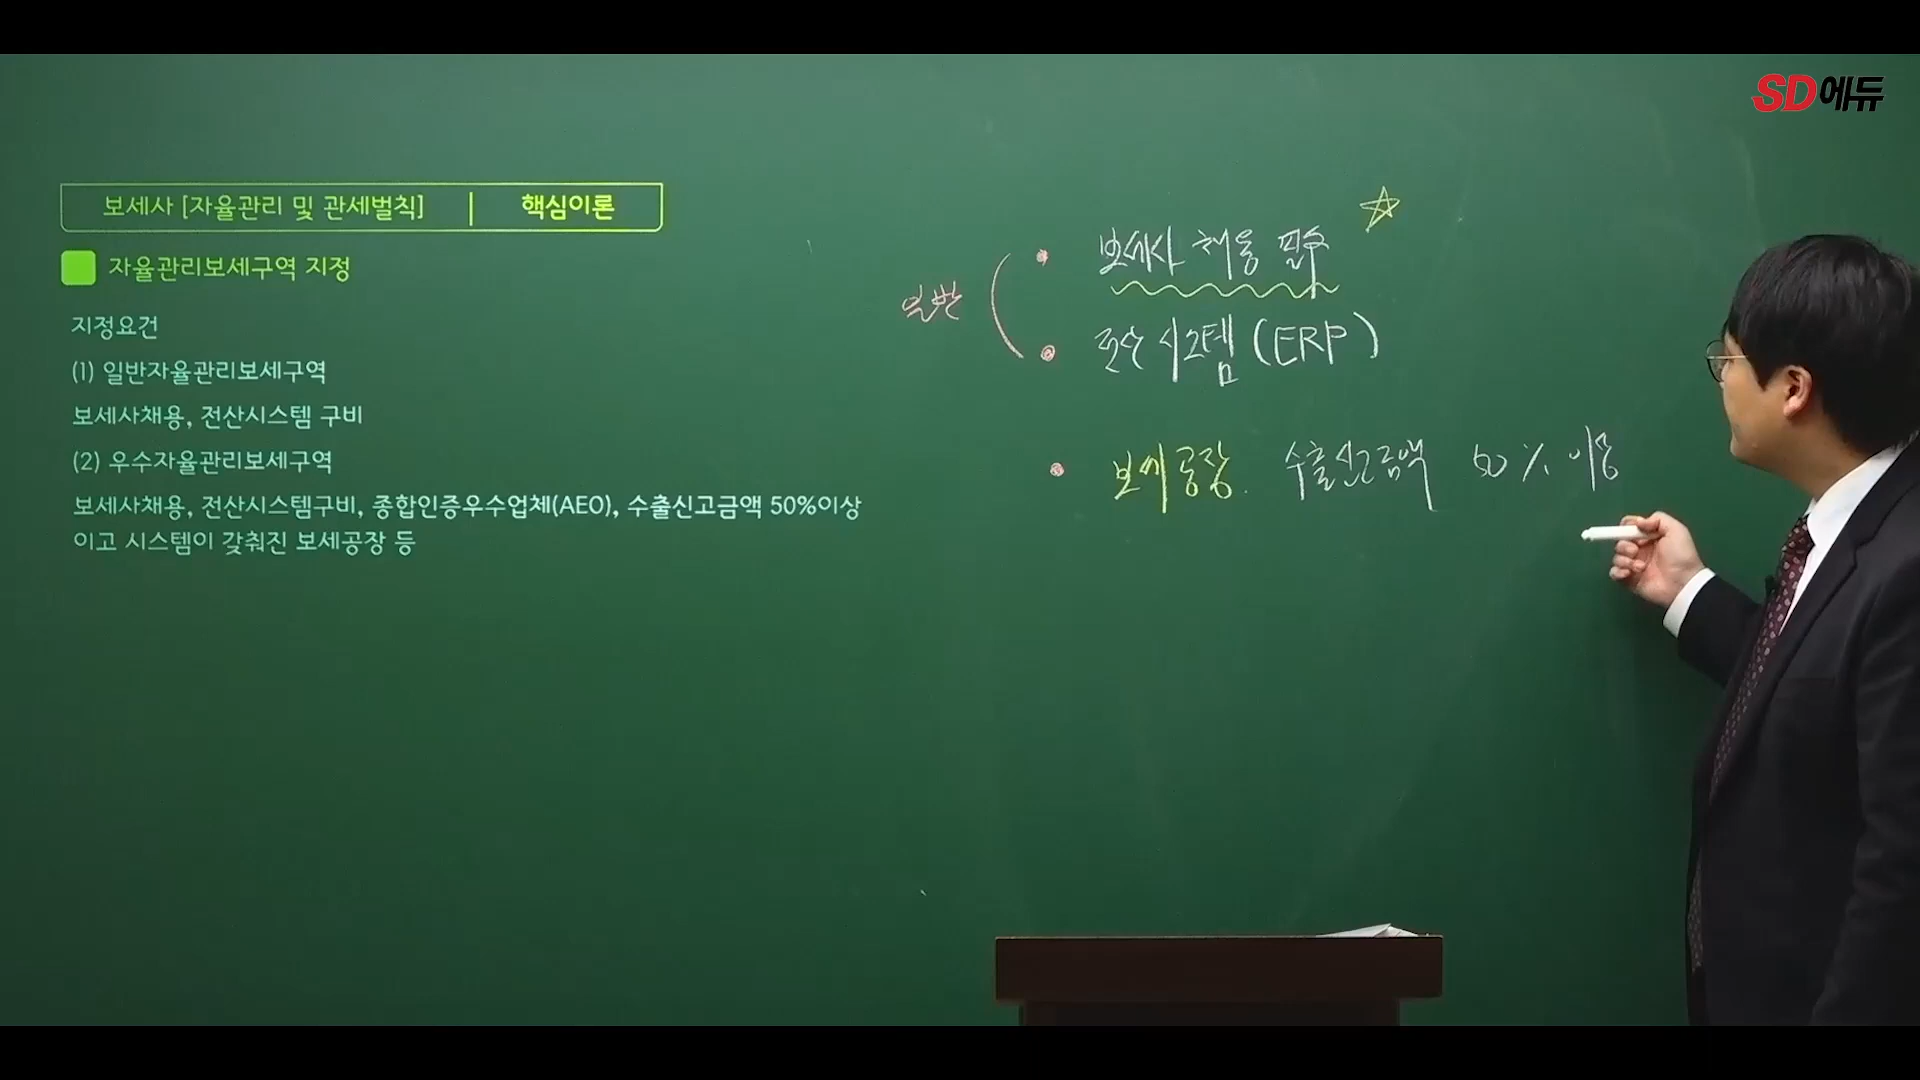 SD에듀
보세사 [자율관리 및 관세벌칙] | 핵심이론
자율관리보세구역 지정
지정요건
(1) 일반자율관리보세구역
보세사채용, 전산시스템 구비
(2) 우수자율관리보세구역
보세사채용, 전산시스템구비, 종합인증우수업체(AEO), 수출신고금액 50%이상
이고 시스템이 갖춰진 보세공장 등
일반
보세사 채용 필수
전산시스템 (ERP)
보세공장. 수출신고금액 50% 이상